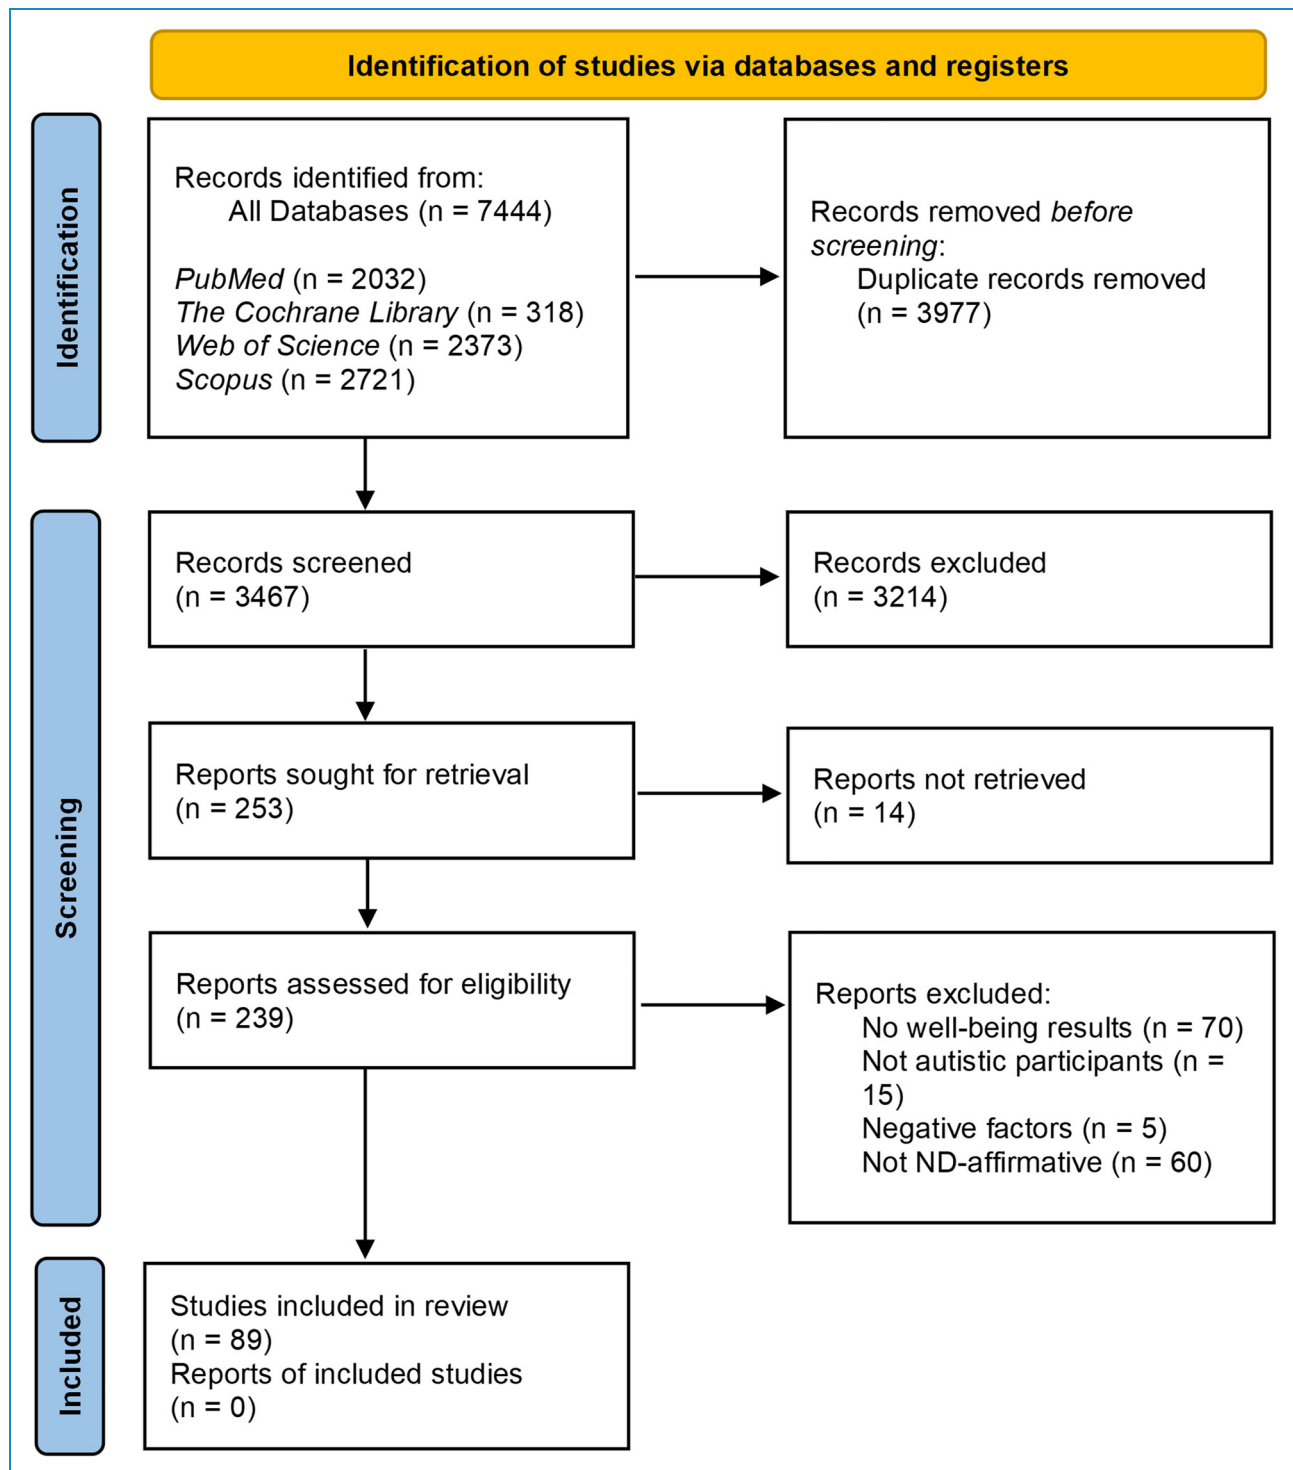 Identification of studies via databases and registers
Identification
Records identified from:
All Databases (n = 7444)
PubMed (n = 2032)
The Cochrane Library (n = 318)
Web of Science (n = 2373)
Scopus (n = 2721)
Records removed before
screening:
Duplicate records removed
(n = 3977)
Screening
Records screened
(n = 3467)
Records excluded
(n = 3214)
Reports sought for retrieval
(n = 253)
Reports not retrieved
(n = 14)
Reports assessed for eligibility
(n = 239)
Reports excluded:
No well-being results (n = 70)
Not autistic participants (n =
15)
Negative factors (n = 5)
Not ND-affirmative (n = 60)
Included
Studies included in review
(n = 89)
Reports of included studies
(n = 0)